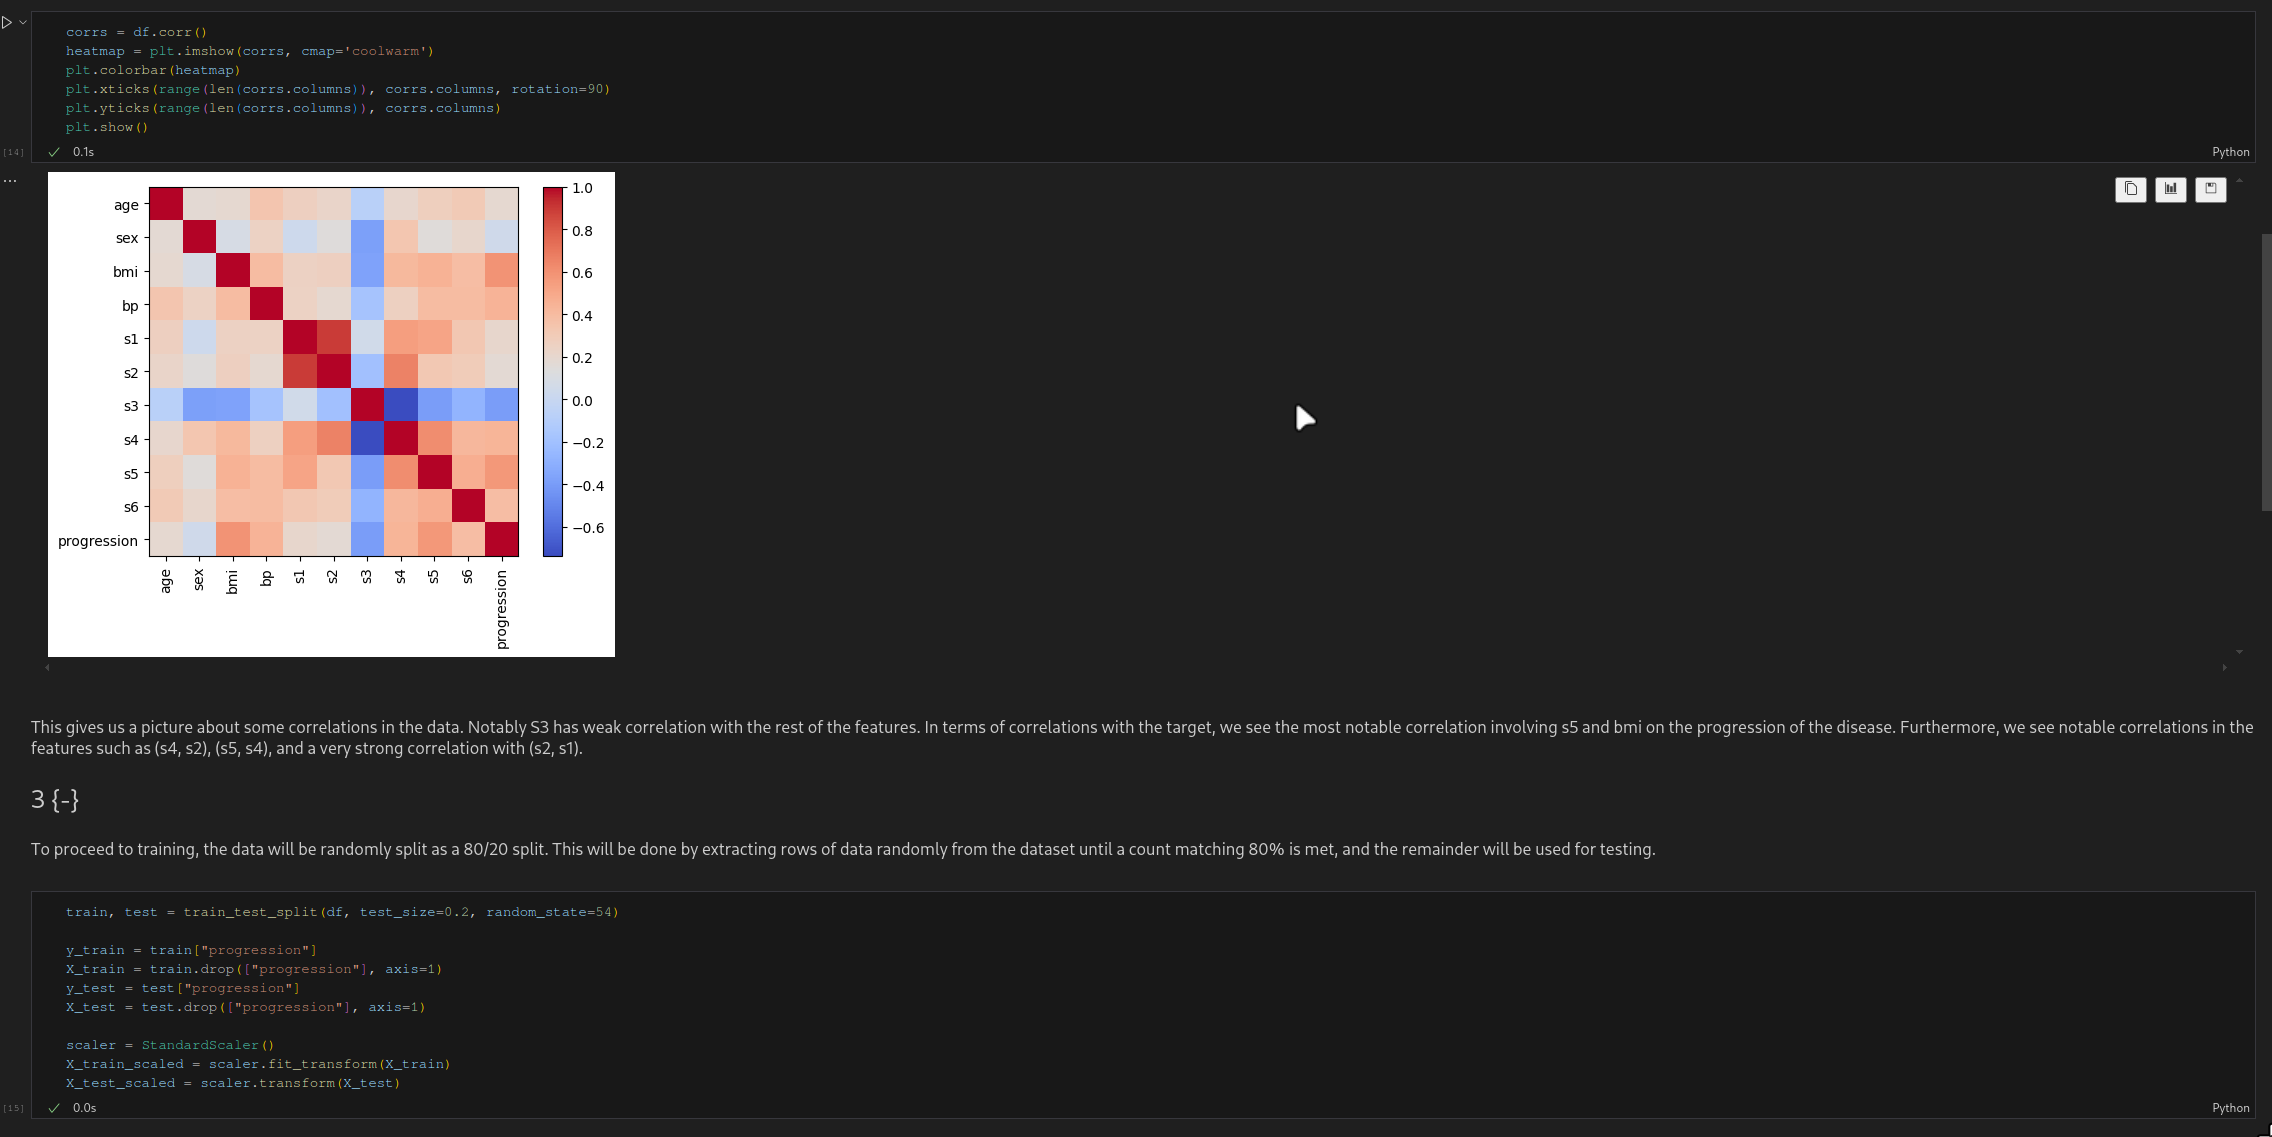 corrs = df.corr()
heatmap = plt.imshow(corrs, cmap='coolwarm')
plt.colorbar(heatmap)
plt.xticks(range(len(corrs.columns)), corrs.columns, rotation=90)
plt.yticks(range(len(corrs.columns)), corrs.columns)
plt.show()
[14]
0.1s
Python
...
age
sex
bmi
bp
s1
s2
s3
s4
s5
s6
progression
age
sex
bmi
bp
s1
s2
s3
s4
s5
s6
progression
1.0
0.8
0.6
0.4
0.2
0.0
−0.2
−0.4
−0.6
This gives us a picture about some correlations in the data. Notably S3 has weak correlation with the rest of the features. In terms of correlations with the target, we see the most notable correlation involving s5 and bmi on the progression of the disease. Furthermore, we see notable correlations in the
features such as (s4, s2), (s5, s4), and a very strong correlation with (s2, s1).
3 {-}
To proceed to training, the data will be randomly split as a 80/20 split. This will be done by extracting rows of data randomly from the dataset until a count matching 80% is met, and the remainder will be used for testing.
train, test = train_test_split(df, test_size=0.2, random_state=54)
y_train = train["progression"]
X_train = train.drop(["progression"], axis=1)
y_test = test["progression"]
X_test = test.drop(["progression"], axis=1)
scaler = StandardScaler()
X_train_scaled = scaler.fit_transform(X_train)
X_test_scaled = scaler.transform(X_test)
[15]
0.0s
Python